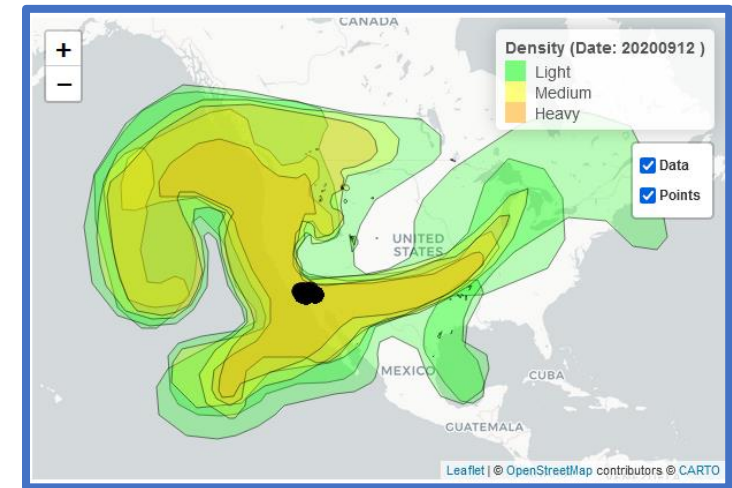 CANADA
+
−
Density (Date: 20200912 )
Light
Medium
Heavy
Data
Points
UNITED
STATES
MEXICO
CUBA
GUATEMALA
Leaflet | © OpenStreetMap contributors © CARTO